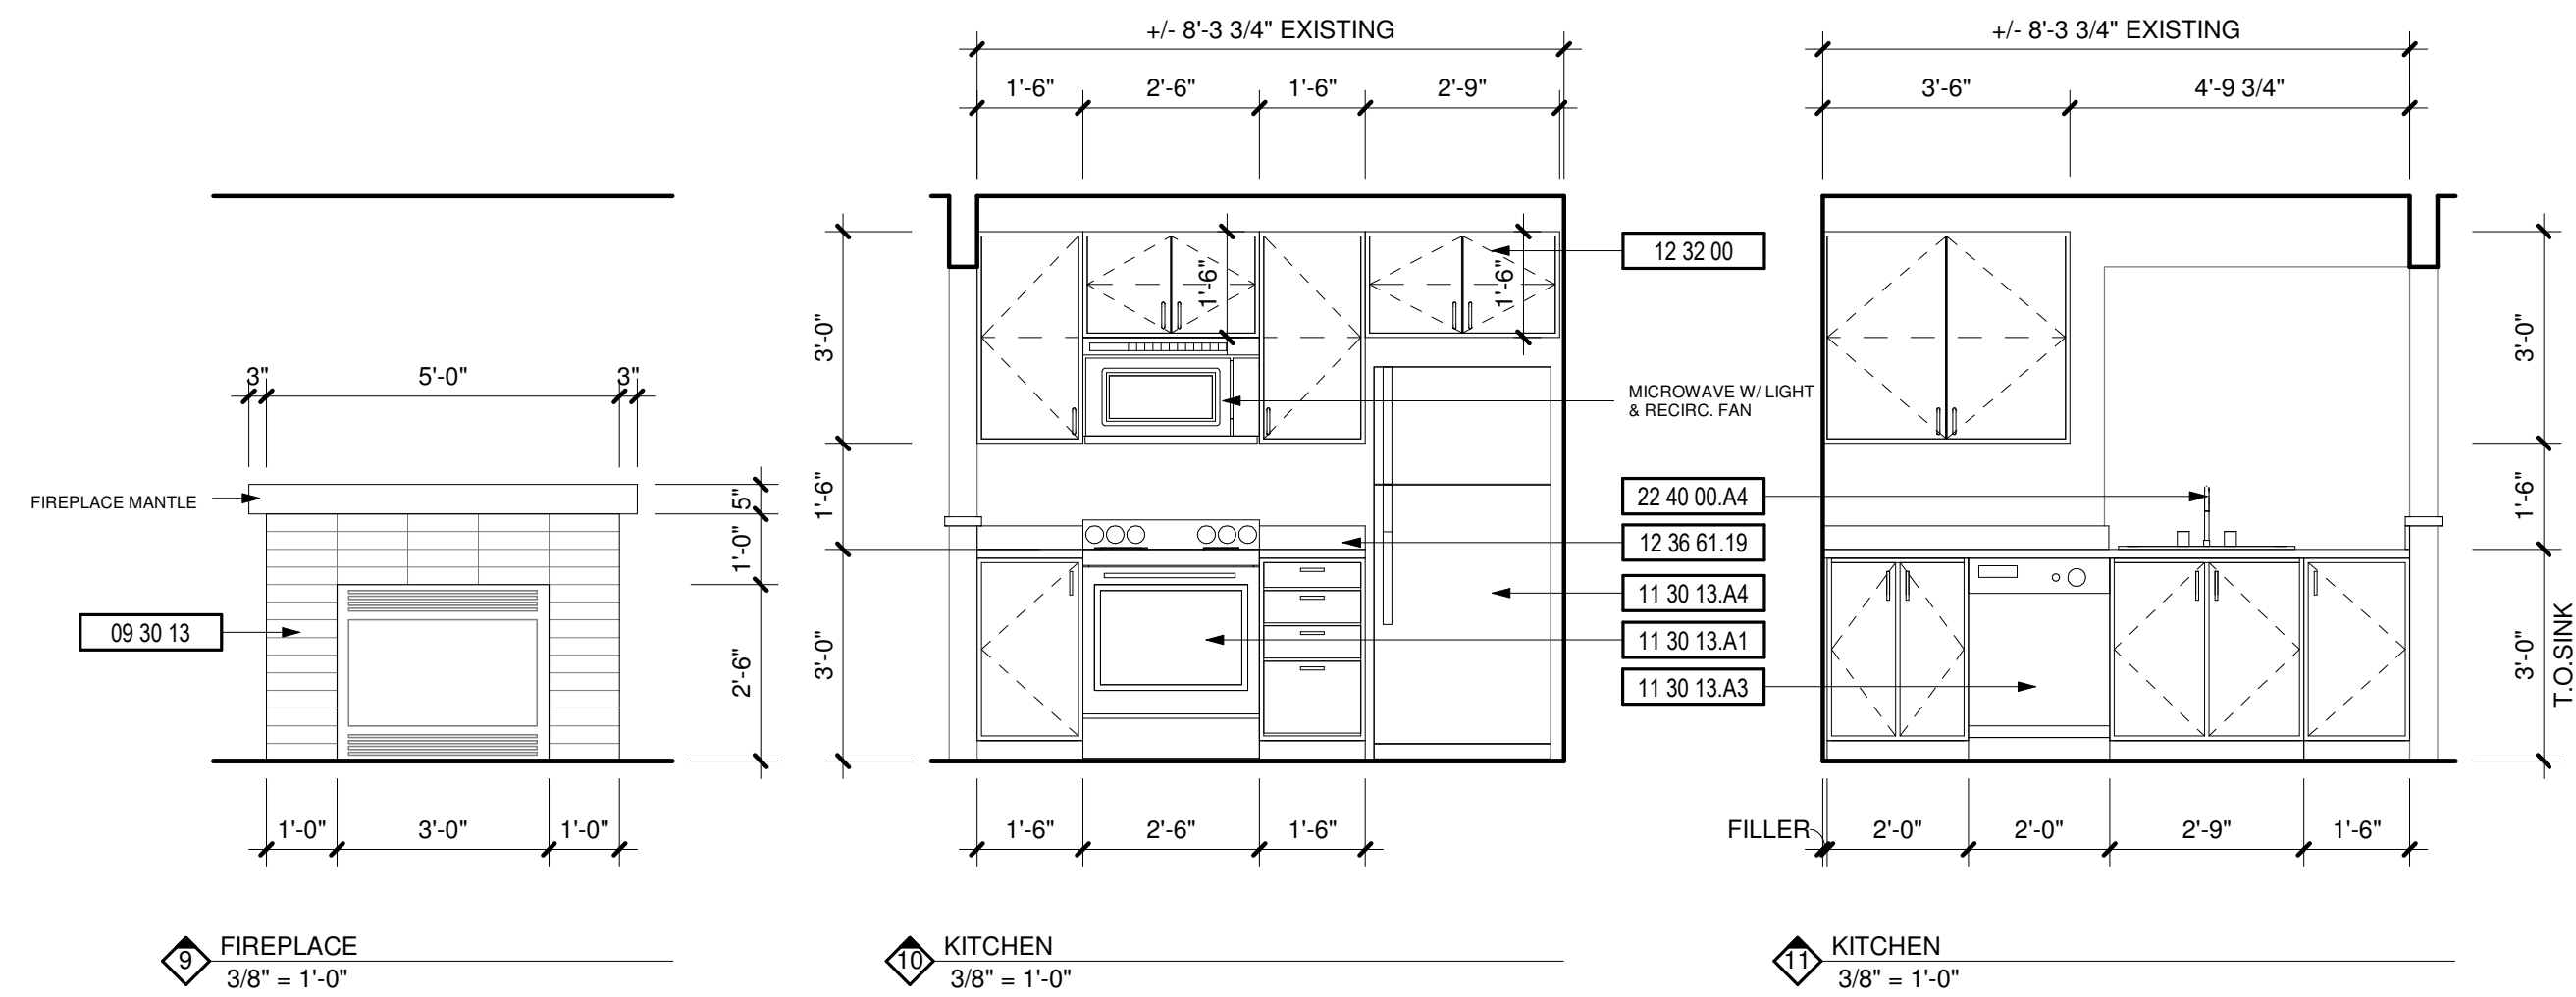 +/- 8'-3 3/4" EXISTING
+/- 8'-3 3/4" EXISTING
1'-6"
2'-6"
1'-6"
2'-9"
3'-6"
4'-9 3/4"
3"
5'-0"
3"
FIREPLACE MANTLE
5"
1'-0"
2'-6"
09 30 13
1'-0"
3'-0"
1'-0"
9
FIREPLACE
3/8" = 1'-0"
3'-0"
1'-6"
3'-0"
1'-6"
1'-6"
12 32 00
MICROWAVE W/ LIGHT
& RECIRC. FAN
22 40 00.A4
12 36 61.19
11 30 13.A4
11 30 13.A1
11 30 13.A3
1'-6"
2'-6"
1'-6"
10
KITCHEN
3/8" = 1'-0"
3'-0"
1'-6"
3'-0"
T.O.SINK
FILLER
2'-0"
2'-0"
2'-9"
1'-6"
11
KITCHEN
3/8" = 1'-0"